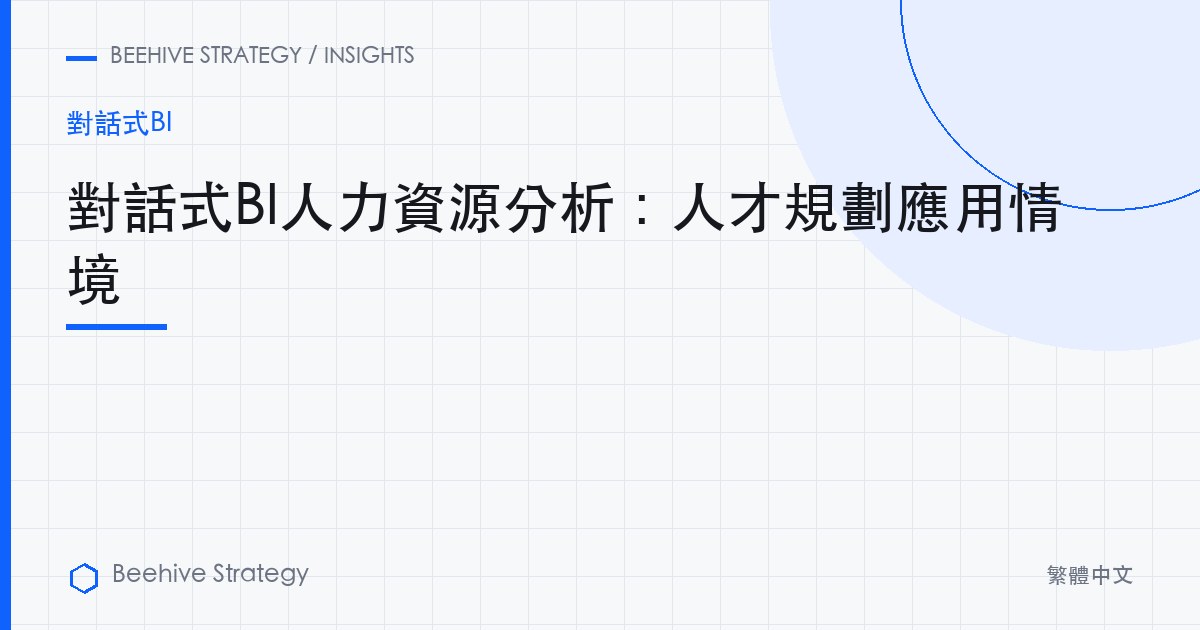 BEEHIVE STRATEGY / INSIGHTS
對話式BI
對話式BI人力資源分析：人才規劃應用情
境
Beehive Strategy
繁體中文